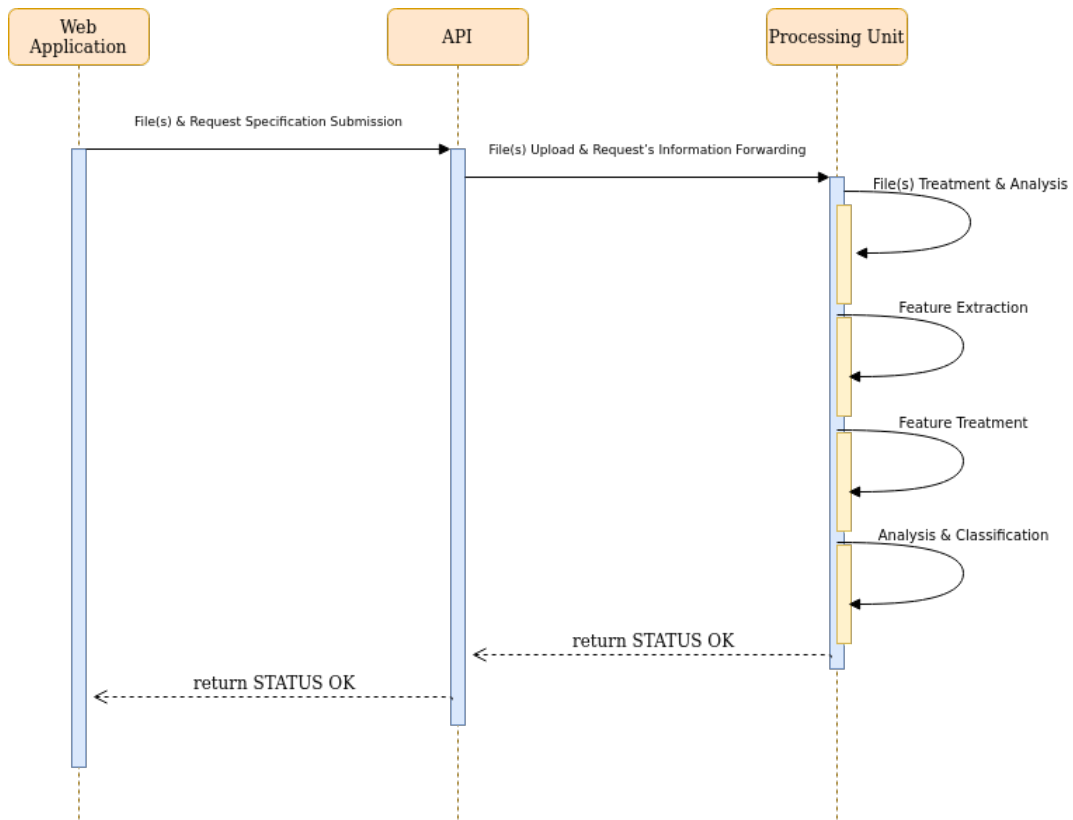 Web
Application
API
Processing Unit
File(s) & Request Specification Submission
File(s) Upload & Request's Information Forwarding
File(s) Treatment & Analysis
Feature Extraction
Feature Treatment
Analysis & Classification
return STATUS OK
return STATUS OK